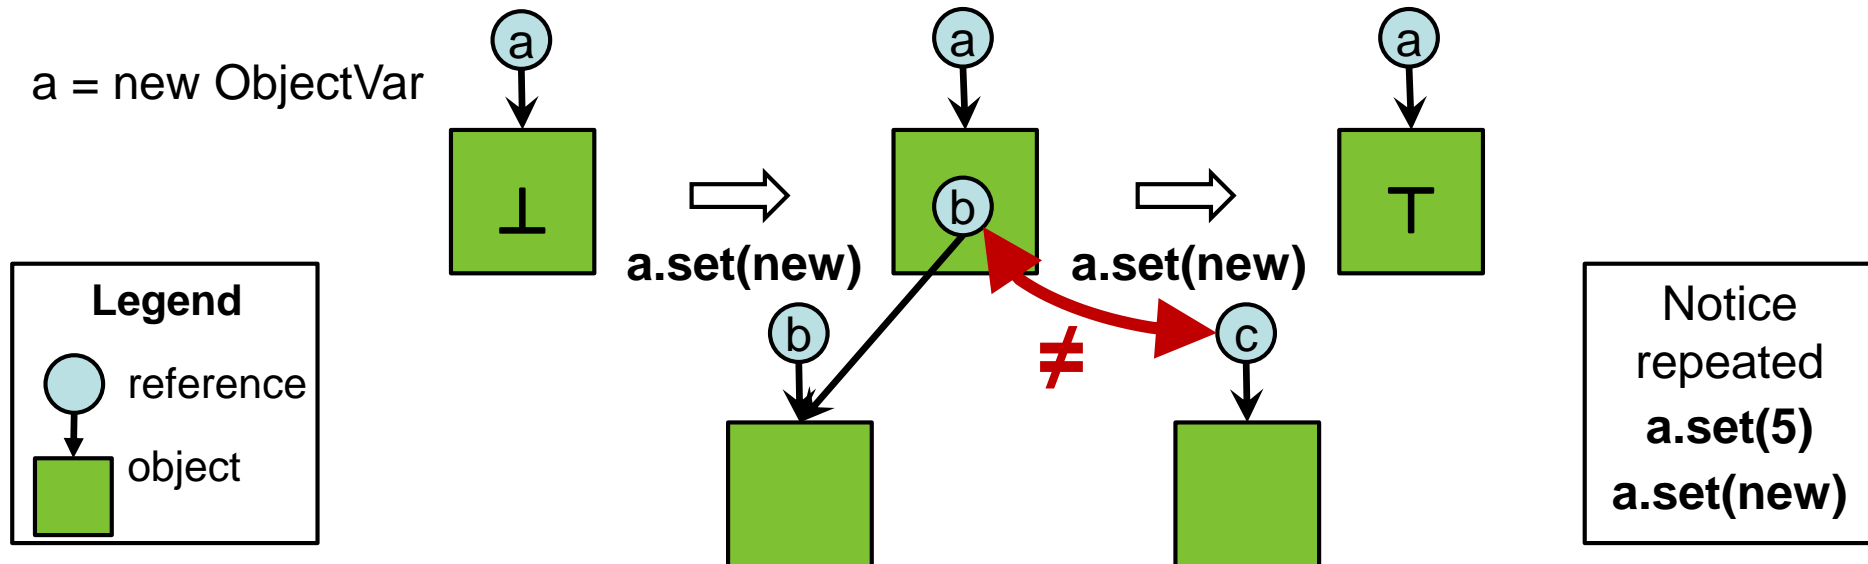 a = new ObjectVar
a
a
a
⊥
b
⊤
a.set(new)
a.set(new)
b
c
≠
Legend
reference
object
Notice
repeated
a.set(5)
a.set(new)